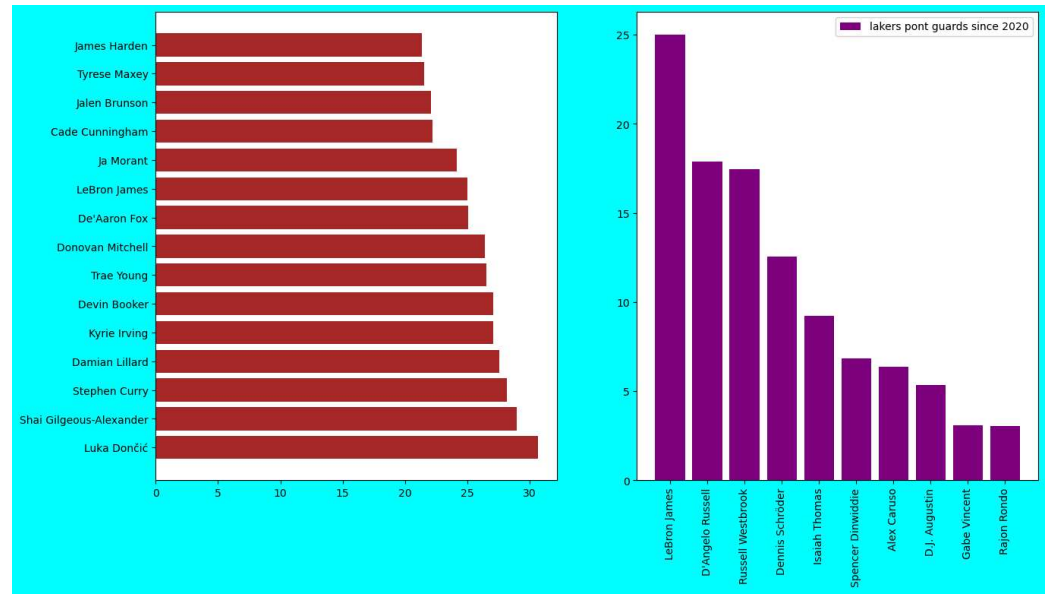 James Harden
Tyrese Maxey
Jalen Brunson
Cade Cunningham
Ja Morant
LeBron James
De'Aaron Fox
Donovan Mitchell
Trae Young
Devin Booker
Kyrie Irving
Damian Lillard
Stephen Curry
Shai Gilgeous-Alexander
Luka Dončić
0 5 10 15 20 25 30
lakers pont guards since 2020
25
20
15
10
5
0
LeBron James
D'Angelo Russell
Russell Westbrook
Dennis Schröder
Isaiah Thomas
Spencer Dinwiddie
Alex Caruso
D.J. Augustin
Gabe Vincent
Rajon Rondo